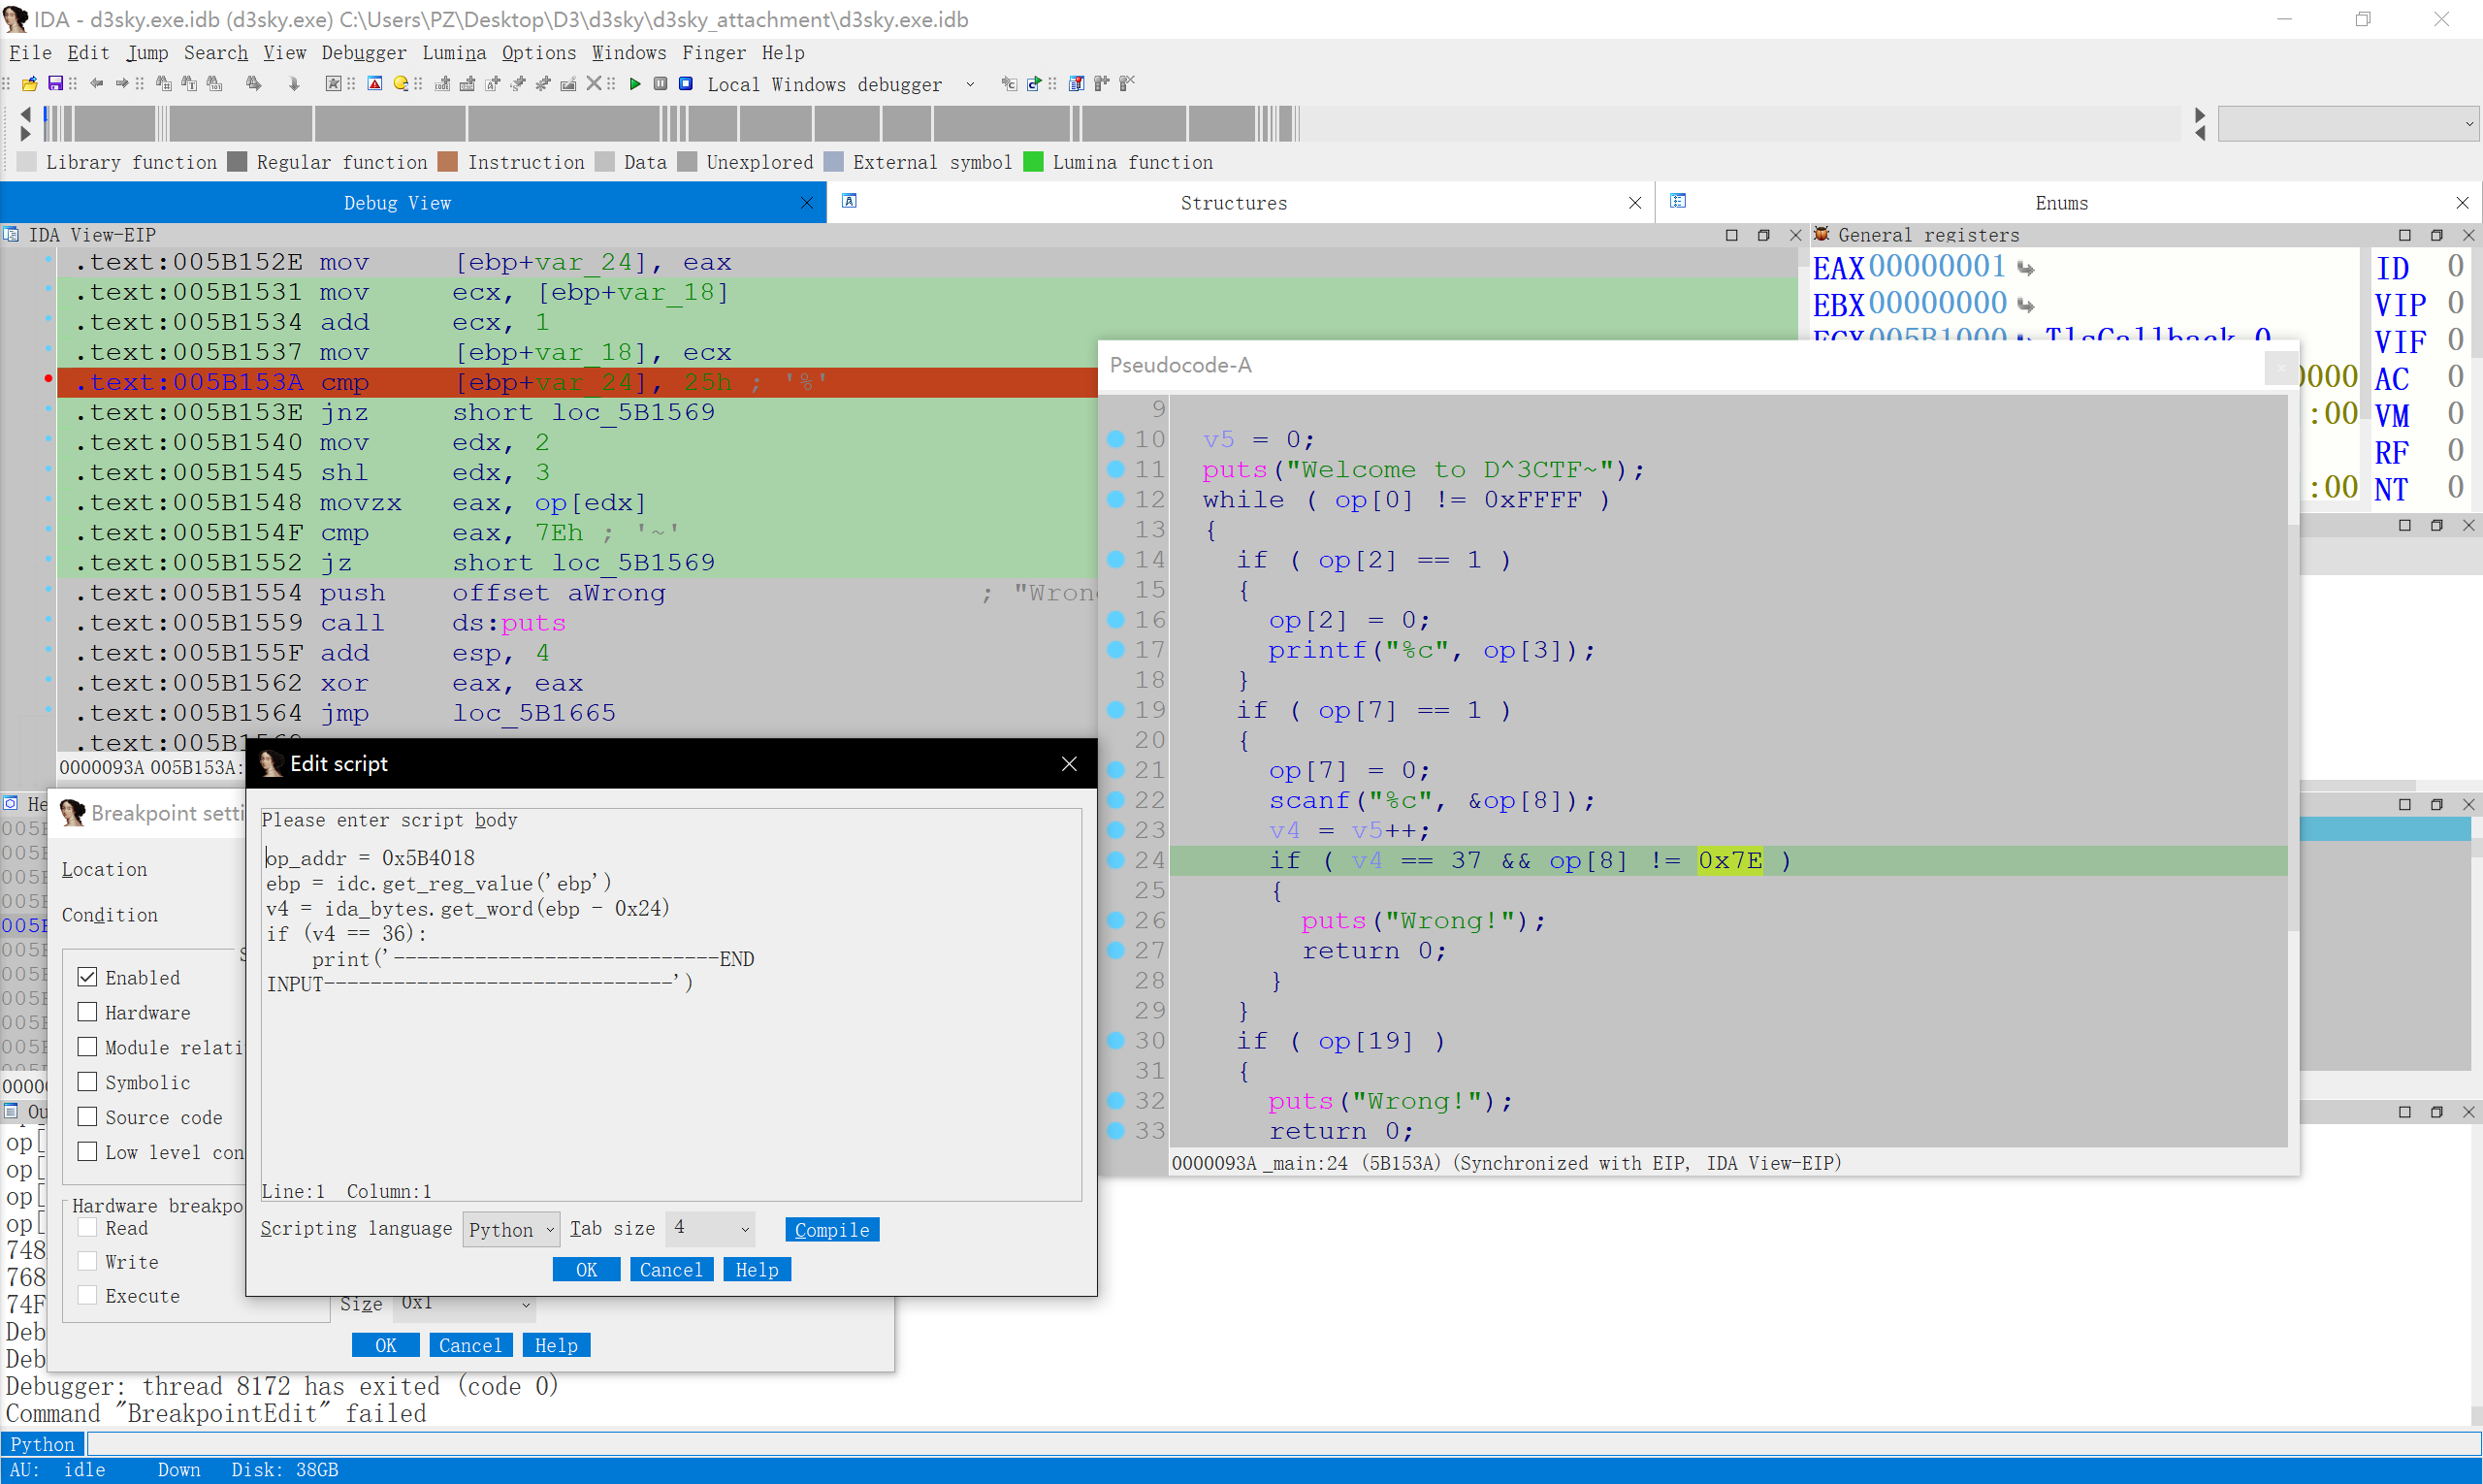 IDA - d3sky.exe.idb (d3sky.exe) C:\Users\PZ\Desktop\D3\d3sky\d3sky_attachment\d3sky.exe.idb
File Edit Jump Search View Debugger Lumina Options Windows Finger Help
Local Windows debugger
Library function Regular function Instruction Data Unexplored External symbol Lumina function
Debug View Structures Enums
IDA View-EIP
.text:005B152E mov [ebp+var_24], eax
.text:005B1531 mov ecx, [ebp+var_18]
.text:005B1534 add ecx, 1
.text:005B1537 mov [ebp+var_18], ecx
.text:005B153A cmp [ebp+var_24], 25h ; '%'
.text:005B153E jnz short loc_5B1569
.text:005B1540 mov edx, 2
.text:005B1545 shl edx, 3
.text:005B1548 movzx eax, op[edx]
.text:005B154F cmp eax, 7Eh ; '~'
.text:005B1552 jz short loc_5B1569
.text:005B1554 push offset aWrong ; "Wron
.text:005B1559 call ds:puts
.text:005B155F add esp, 4
.text:005B1562 xor eax, eax
.text:005B1564 jmp loc_5B1665
.text:005B1569
0000093A 005B153A:
General registers
EAX 00000001
EBX 00000000
ECX 005B1000 TlsCallback_0
0000
:00
:00
ID 0
VIP 0
VIF 0
AC 0
VM 0
RF 0
NT 0
Pseudocode-A
9
10 v5 = 0;
11 puts("Welcome to D^3CTF~");
12 while ( op[0] != 0xFFFF )
13 {
14 if ( op[2] == 1 )
15 {
16 op[2] = 0;
17 printf("%c", op[3]);
18 }
19 if ( op[7] == 1 )
20 {
21 op[7] = 0;
22 scanf("%c", &op[8]);
23 v4 = v5++;
24 if ( v4 == 37 && op[8] != 0x7E )
25 {
26 puts("Wrong!");
27 return 0;
28 }
29 }
30 if ( op[19] )
31 {
32 puts("Wrong!");
33 return 0;
0000093A _main:24 (5B153A) (Synchronized with EIP, IDA View-EIP)
Edit script
Please enter script body
op_addr = 0x5B4018
ebp = idc.get_reg_value('ebp')
v4 = ida_bytes.get_word(ebp - 0x24)
if (v4 == 36):
print('----------------------------END
INPUT------------------------------')
Line:1 Column:1
Scripting language Python Tab size 4 Compile
OK Cancel Help
He
Breakpoint setti
Location
Condition
Enabled
Hardware
Module relati
Symbolic
Source code
Low level con
Hardware breakpo
Read
Write
Execute
Size 0x1
OK Cancel Help
0000
Ou
op[
op[
op[
op[
748
768
74F
Deb
Deb
Debugger: thread 8172 has exited (code 0)
Command "BreakpointEdit" failed
Python
AU: idle Down Disk: 38GB